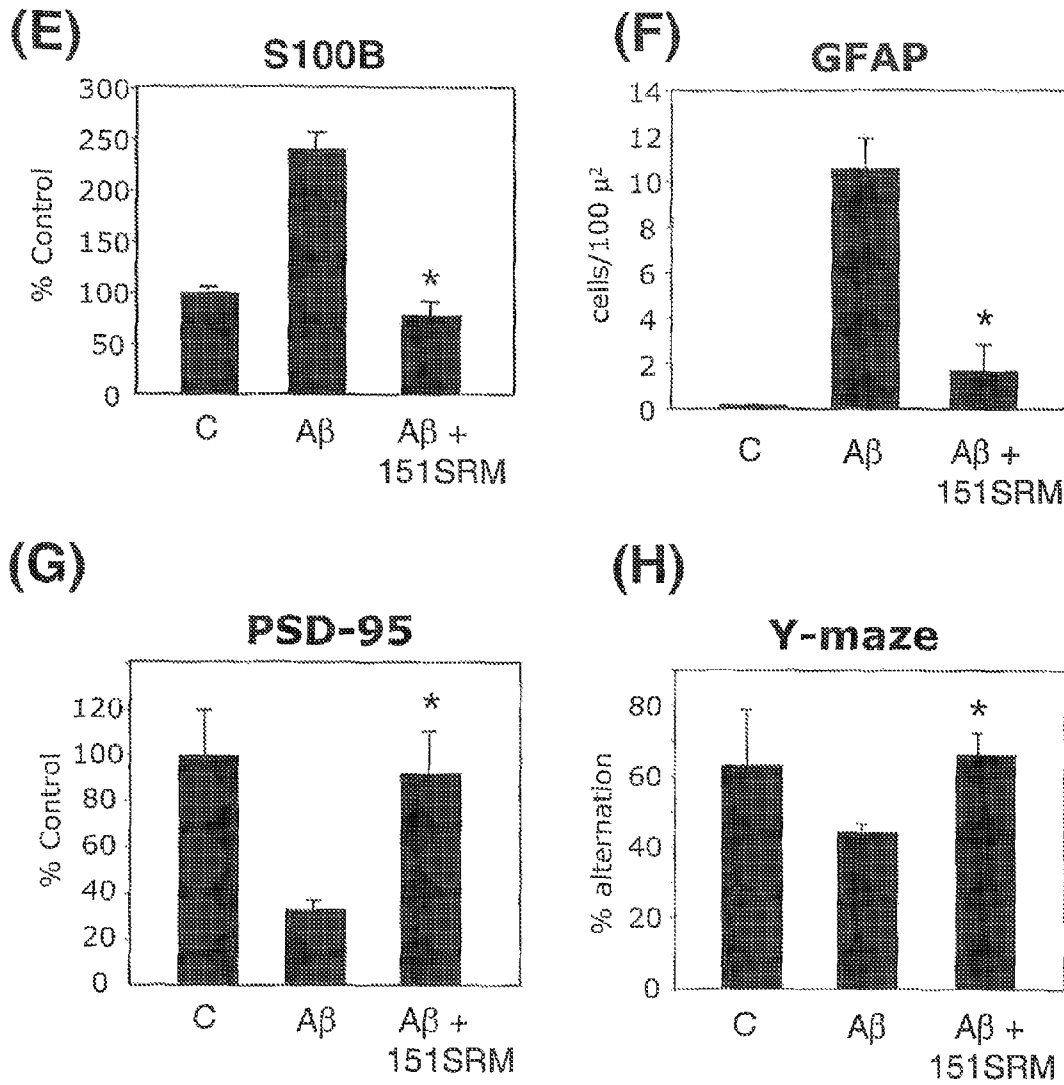 (E)
S100B
% Control
300
250
200
150
100
50
0
*
C
Aβ
Aβ +
151SRM
(F)
GFAP
cells/100 μ²
14
12
10
8
6
4
2
0
*
C
Aβ
Aβ +
151SRM
(G)
PSD-95
% Control
120
100
80
60
40
20
0
*
C
Aβ
Aβ +
151SRM
(H)
Y-maze
% alternation
80
60
40
20
0
*
C
Aβ
Aβ +
151SRM